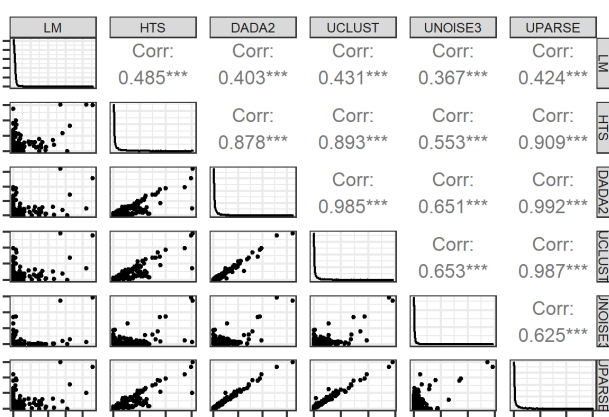 LM HTS DADA2 UCLUST UNOISE3 UPARSE
Corr: Corr: Corr: Corr: Corr:
0.485*** 0.403*** 0.431*** 0.367*** 0.424***
LM
Corr: Corr: Corr: Corr:
0.878*** 0.893*** 0.553*** 0.909***
HTS
Corr: Corr: Corr:
0.985*** 0.651*** 0.992***
DADA2
Corr: Corr:
0.653*** 0.987***
UCLUST
Corr:
0.625***
UNOISE3
UPARSE